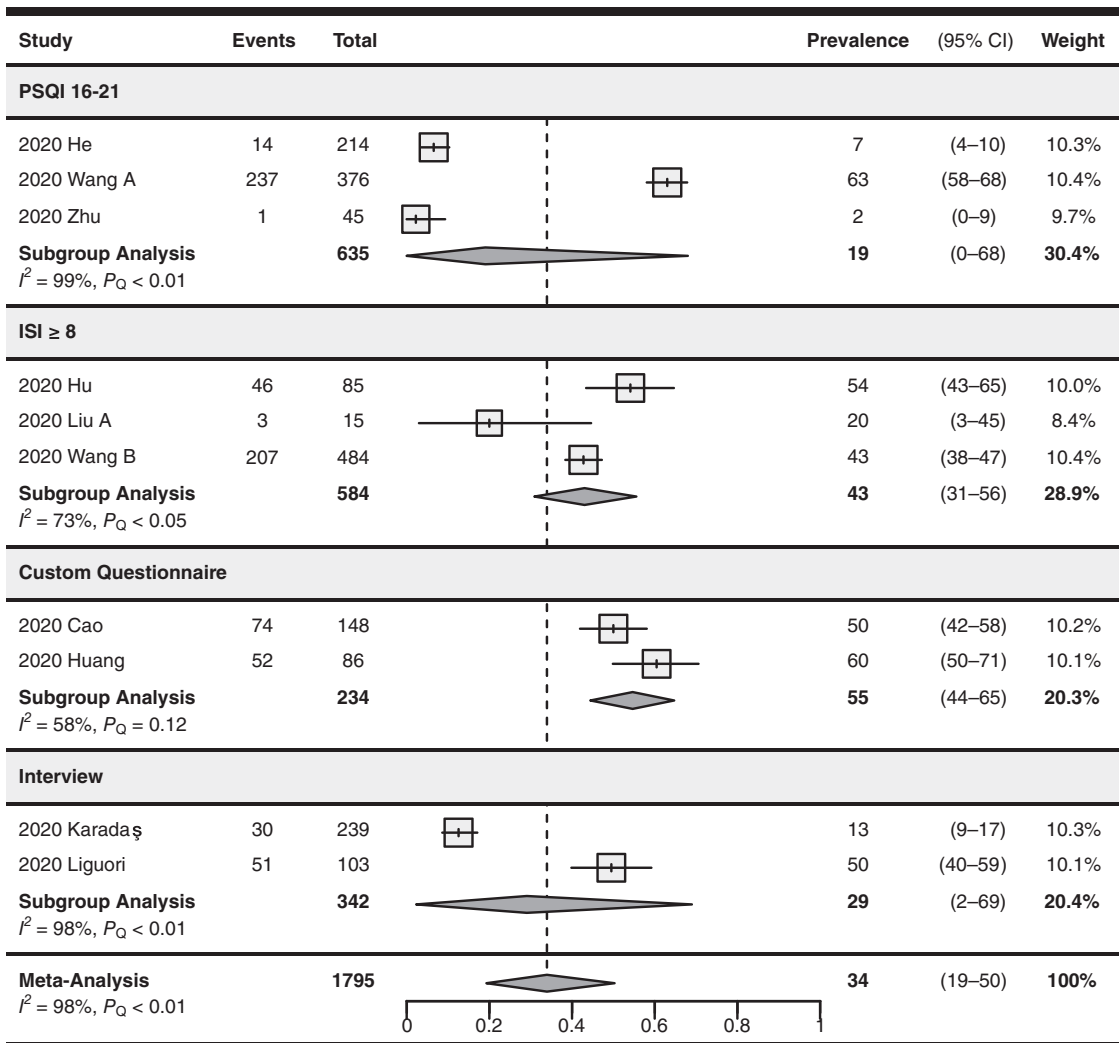 Study Events Total Prevalence (95% CI) Weight
PSQI 16-21
2020 He 14 214 7 (4–10) 10.3%
2020 Wang A 237 376 63 (58–68) 10.4%
2020 Zhu 1 45 2 (0–9) 9.7%
Subgroup Analysis 635 19 (0–68) 30.4%
I² = 99%, PQ < 0.01
ISI ≥ 8
2020 Hu 46 85 54 (43–65) 10.0%
2020 Liu A 3 15 20 (3–45) 8.4%
2020 Wang B 207 484 43 (38–47) 10.4%
Subgroup Analysis 584 43 (31–56) 28.9%
I² = 73%, PQ < 0.05
Custom Questionnaire
2020 Cao 74 148 50 (42–58) 10.2%
2020 Huang 52 86 60 (50–71) 10.1%
Subgroup Analysis 234 55 (44–65) 20.3%
I² = 58%, PQ = 0.12
Interview
2020 Karadaş 30 239 13 (9–17) 10.3%
2020 Liguori 51 103 50 (40–59) 10.1%
Subgroup Analysis 342 29 (2–69) 20.4%
I² = 98%, PQ < 0.01
Meta-Analysis 1795 34 (19–50) 100%
I² = 98%, PQ < 0.01
0 0.2 0.4 0.6 0.8 1